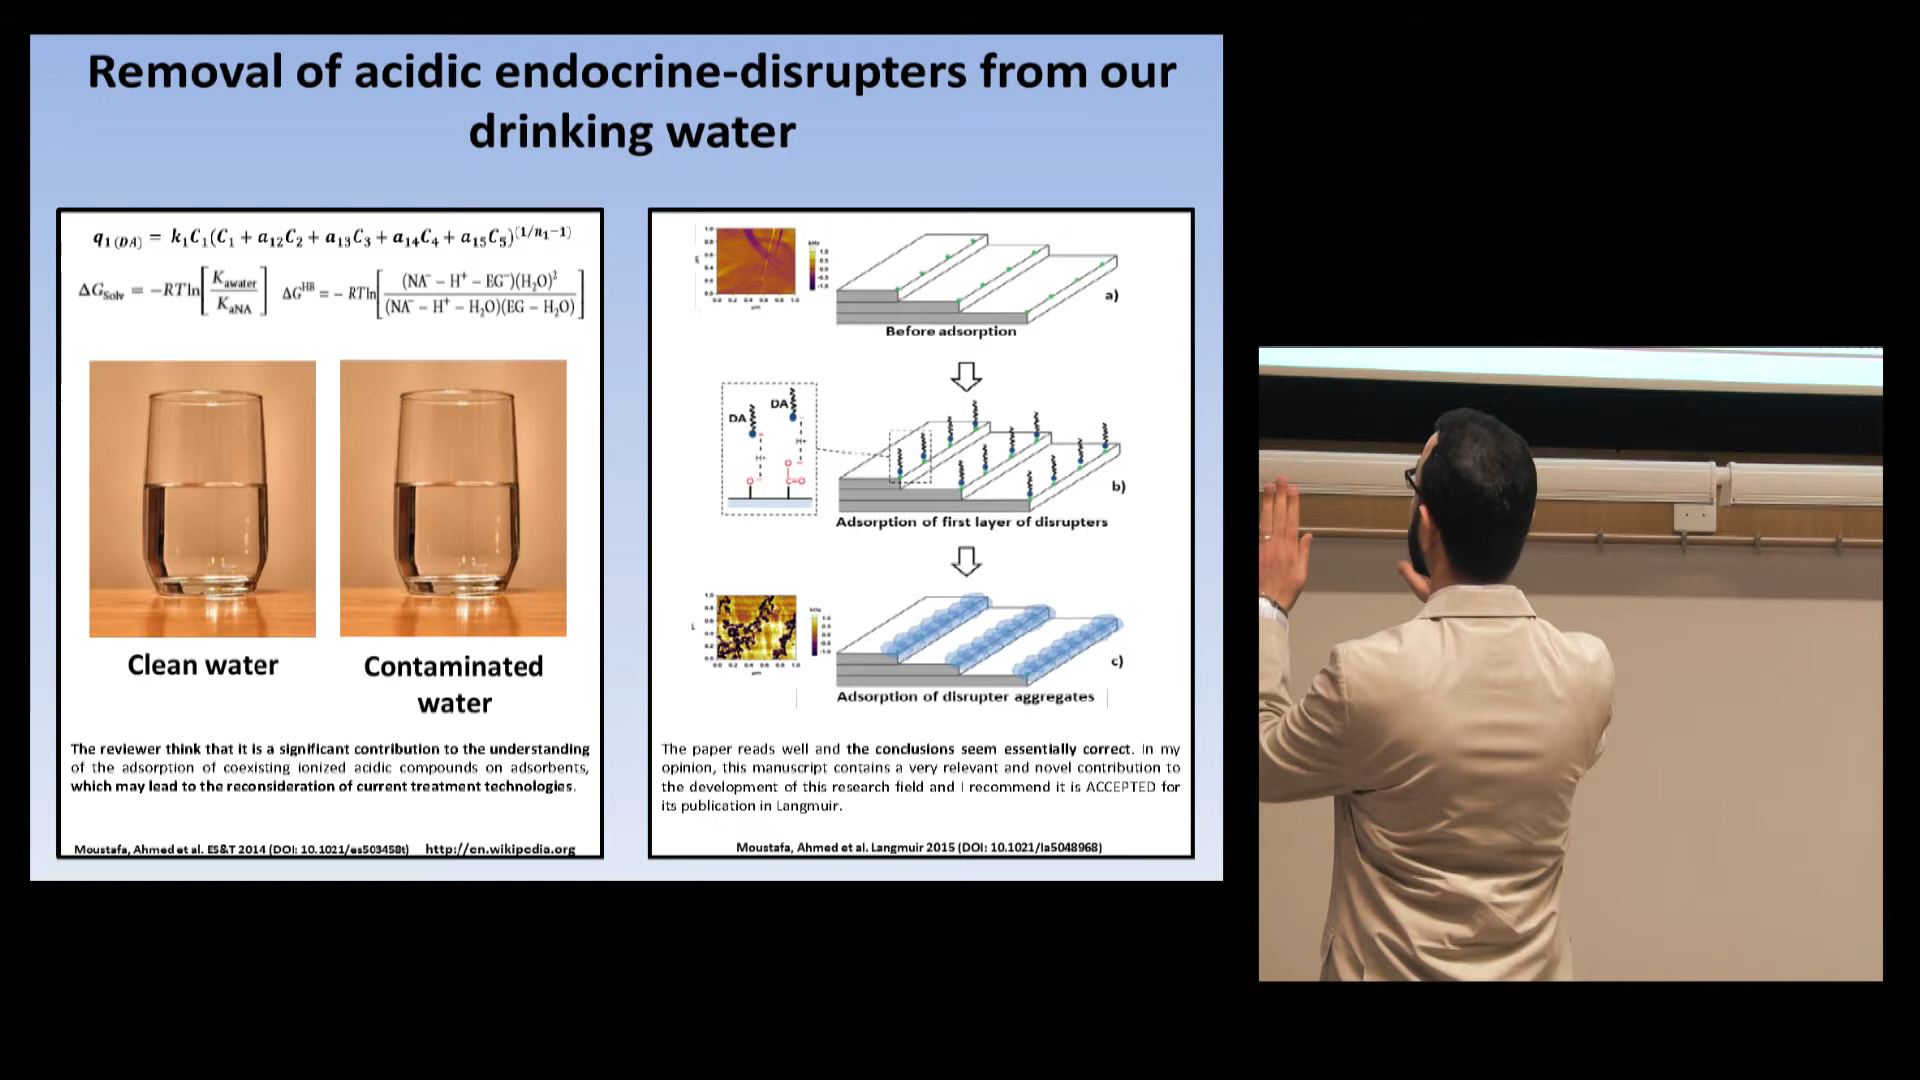 Removal of acidic endocrine-disrupters from our
drinking water
q1(DA) = k1C1(C1 + a12C2 + a13C3 + a14C4 + a15C5)^(1/n1−1)
ΔGSolv = −RTln[Kawater / KaNA] ΔG^HB = − RTln[(NA⁻ − H⁺ − EG⁻)(H2O)² / (NA⁻ − H⁺ − H2O)(EG − H2O)]
Clean water
Contaminated
water
The reviewer think that it is a significant contribution to the understanding
of the adsorption of coexisting ionized acidic compounds on adsorbents,
which may lead to the reconsideration of current treatment technologies.
Moustafa, Ahmed et al. ES&T 2014 (DOI: 10.1021/es503458t) http://en.wikipedia.org
a)
Before adsorption
DA
DA
H+
H+
O
O
C=O
b)
Adsorption of first layer of disrupters
c)
Adsorption of disrupter aggregates
The paper reads well and the conclusions seem essentially correct. In my
opinion, this manuscript contains a very relevant and novel contribution to
the development of this research field and I recommend it is ACCEPTED for
its publication in Langmuir.
Moustafa, Ahmed et al. Langmuir 2015 (DOI: 10.1021/la5048968)